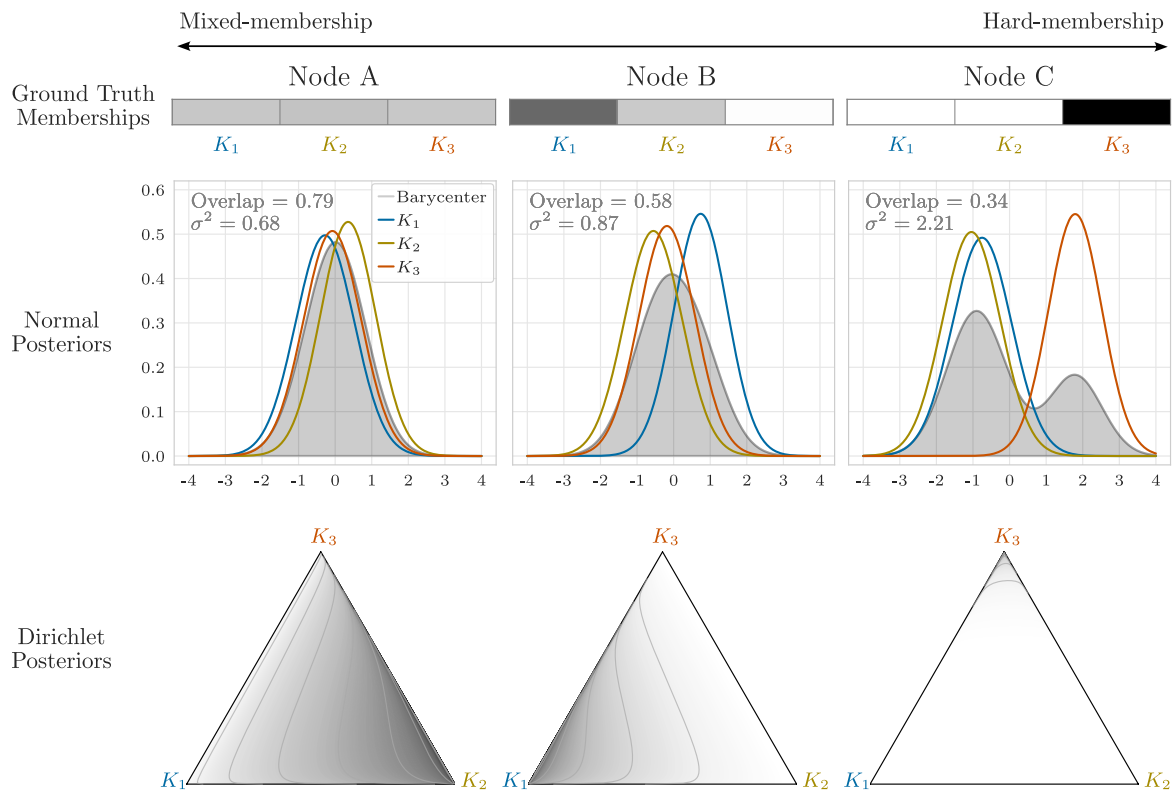 Mixed-membership
Hard-membership
Node A
Node B
Node C
Ground Truth
Memberships
K₁ K₂ K₃
K₁ K₂ K₃
K₁ K₂ K₃
Normal
Posteriors
0.6
0.5
0.4
0.3
0.2
0.1
0.0
Overlap = 0.79
σ² = 0.68
Barycenter
K₁
K₂
K₃
-4 -3 -2 -1 0 1 2 3 4
Overlap = 0.58
σ² = 0.87
-4 -3 -2 -1 0 1 2 3 4
Overlap = 0.34
σ² = 2.21
-4 -3 -2 -1 0 1 2 3 4
Dirichlet
Posteriors
K₃
K₁ K₂
K₃
K₁ K₂
K₃
K₁ K₂